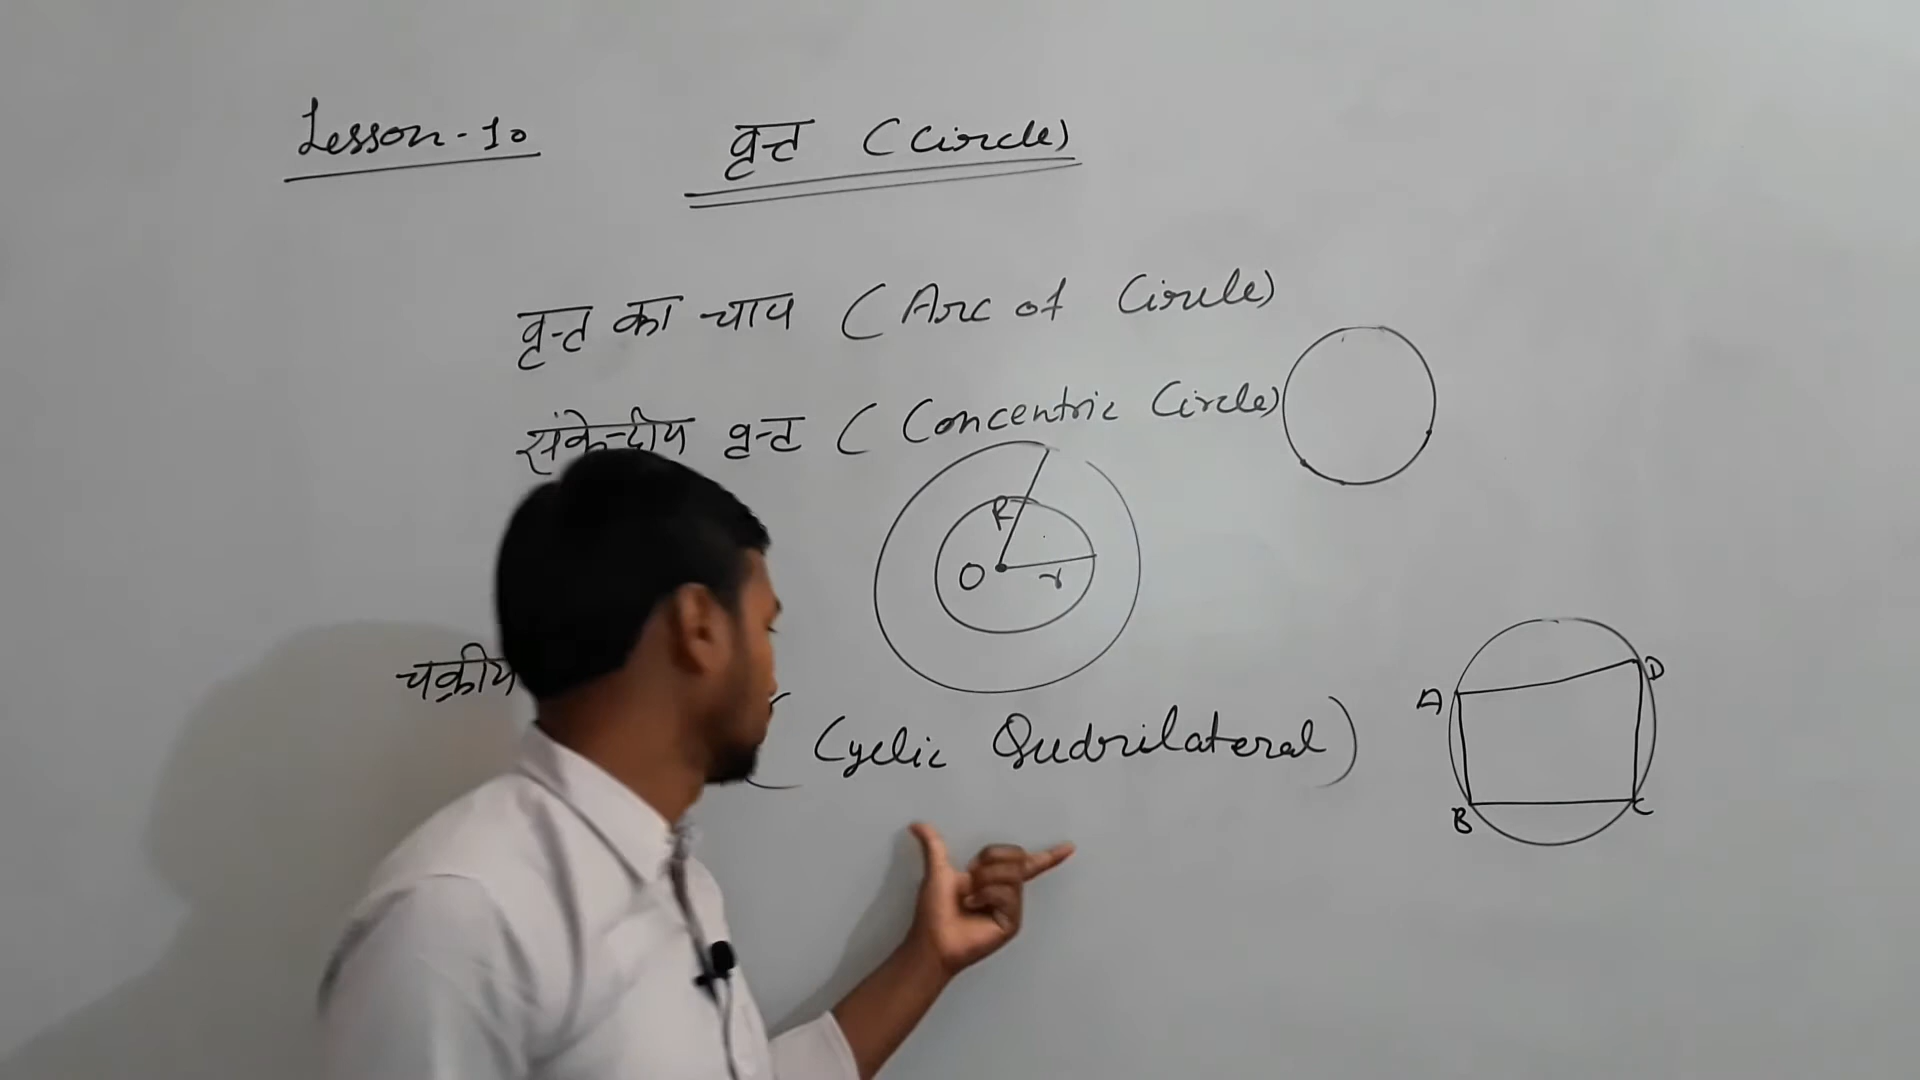 Lesson-10 वृत्त (Circle)
वृत्त का चाप (Arc of Circle)
संकेन्द्रीय वृत्त (Concentric Circle)
R
O r
चक्रीय
(Cyclic Qudrilateral)
A D
B C